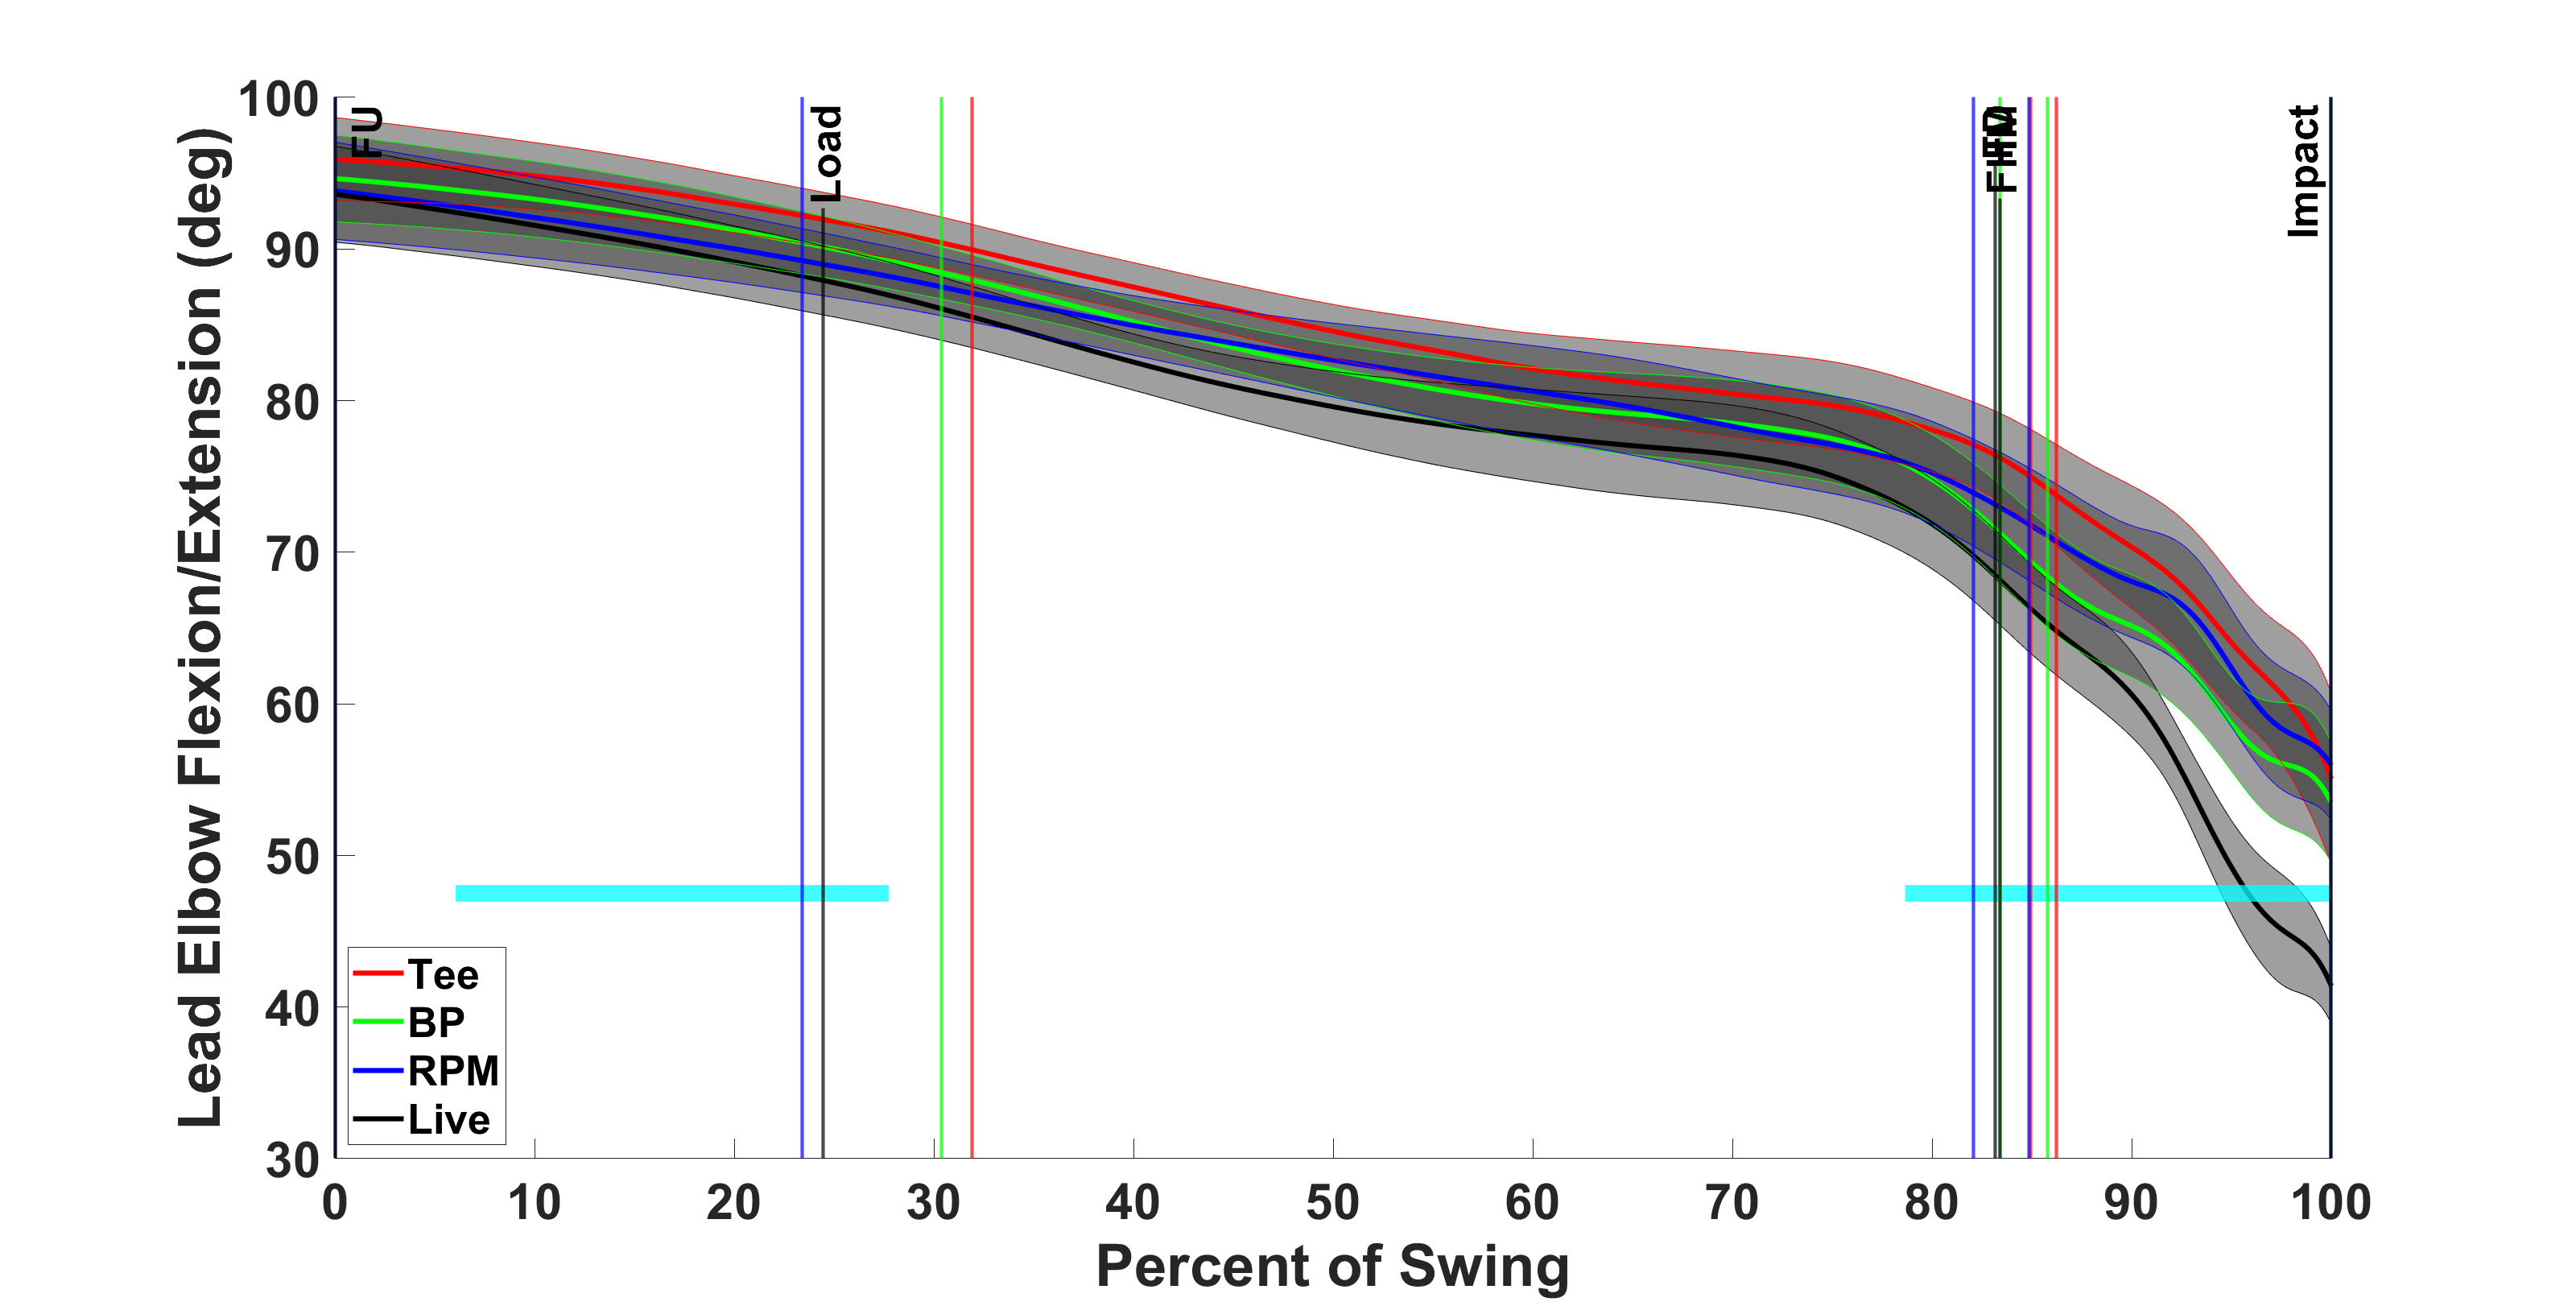 Lead Elbow Flexion/Extension (deg)
100
90
80
70
60
50
40
30
FU
Load
Impact
Tee
BP
RPM
Live
0 10 20 30 40 50 60 70 80 90 100
Percent of Swing